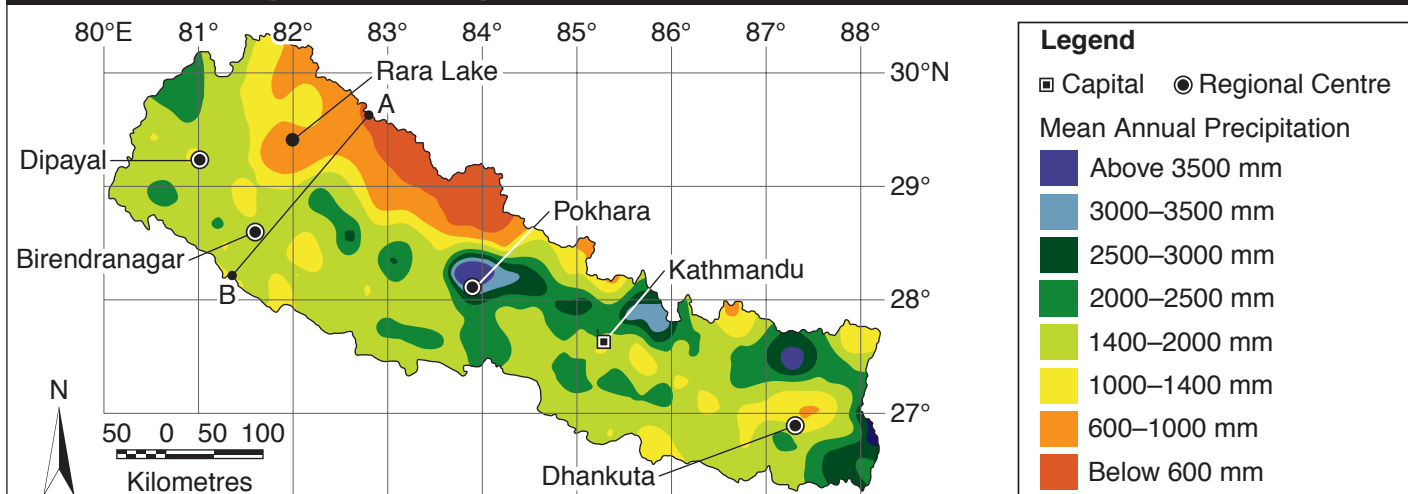 80°E 81° 82° 83° 84° 85° 86° 87° 88°
Rara Lake
30°N
A
Dipayal
29°
Pokhara
Birendranagar
Kathmandu
B
28°
N
27°
50 0 50 100
Kilometres
Dhankuta
Legend
Capital Regional Centre
Mean Annual Precipitation
Above 3500 mm
3000–3500 mm
2500–3000 mm
2000–2500 mm
1400–2000 mm
1000–1400 mm
600–1000 mm
Below 600 mm